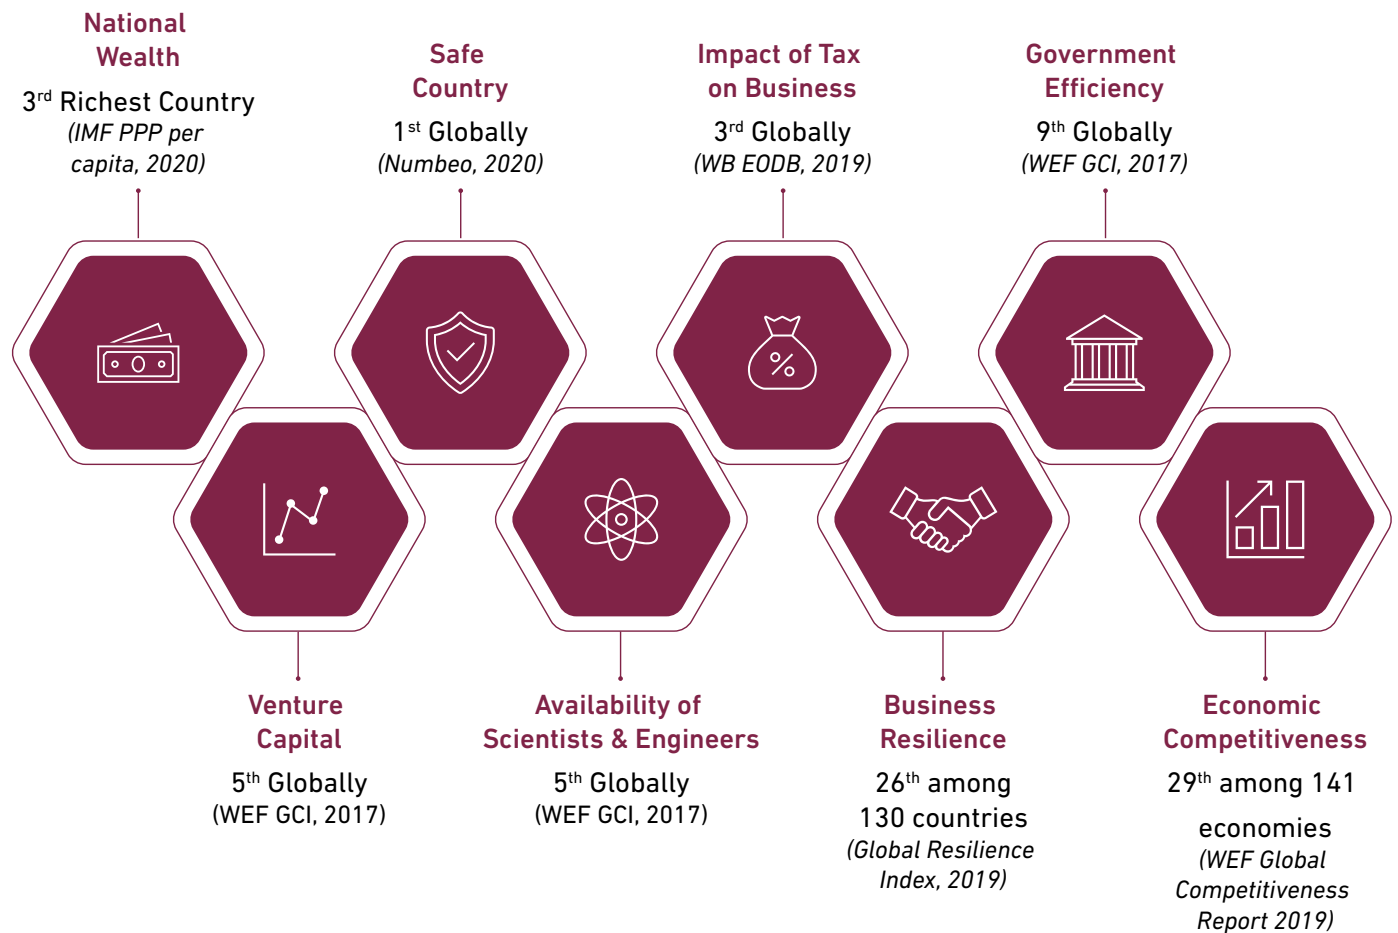 National
Wealth
3rd Richest Country
(IMF PPP per
capita, 2020)
Safe
Country
1st Globally
(Numbeo, 2020)
Impact of Tax
on Business
3rd Globally
(WB EODB, 2019)
Government
Efficiency
9th Globally
(WEF GCI, 2017)
Venture
Capital
5th Globally
(WEF GCI, 2017)
Availability of
Scientists & Engineers
5th Globally
(WEF GCI, 2017)
Business
Resilience
26th among
130 countries
(Global Resilience
Index, 2019)
Economic
Competitiveness
29th among 141
economies
(WEF Global
Competitiveness
Report 2019)